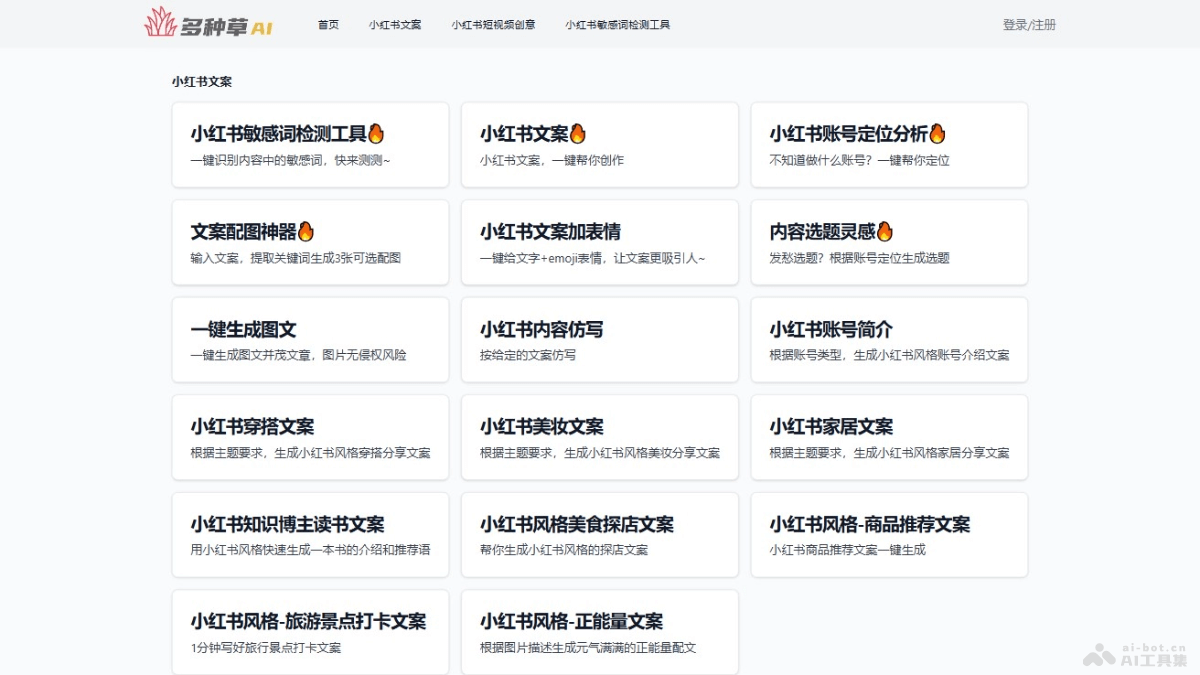 多种草AI 首页 小红书文案 小红书短视频创意 小红书敏感词检测工具 登录/注册
小红书文案
小红书敏感词检测工具🔥
一键识别内容中的敏感词，快来测测~
小红书文案🔥
小红书文案，一键帮你创作
小红书账号定位分析🔥
不知道做什么账号？一键帮你定位
文案配图神器🔥
输入文案，提取关键词生成3张可选配图
小红书文案加表情
一键给文字+emoji表情，让文案更吸引人~
内容选题灵感🔥
发愁选题？根据账号定位生成选题
一键生成图文
一键生成图文并茂文章，图片无侵权风险
小红书内容仿写
按给定的文案仿写
小红书账号简介
根据账号类型，生成小红书风格账号介绍文案
小红书穿搭文案
根据主题要求，生成小红书风格穿搭分享文案
小红书美妆文案
根据主题要求，生成小红书风格美妆分享文案
小红书家居文案
根据主题要求，生成小红书风格家居分享文案
小红书知识博主读书文案
用小红书风格快速生成一本书的介绍和推荐语
小红书风格美食探店文案
帮你生成小红书风格的探店文案
小红书风格-商品推荐文案
小红书商品推荐文案一键生成
小红书风格-旅游景点打卡文案
1分钟写好旅行景点打卡文案
小红书风格-正能量文案
根据图片描述生成元气满满的正能量配文
ai-bot.cn
AI工具集